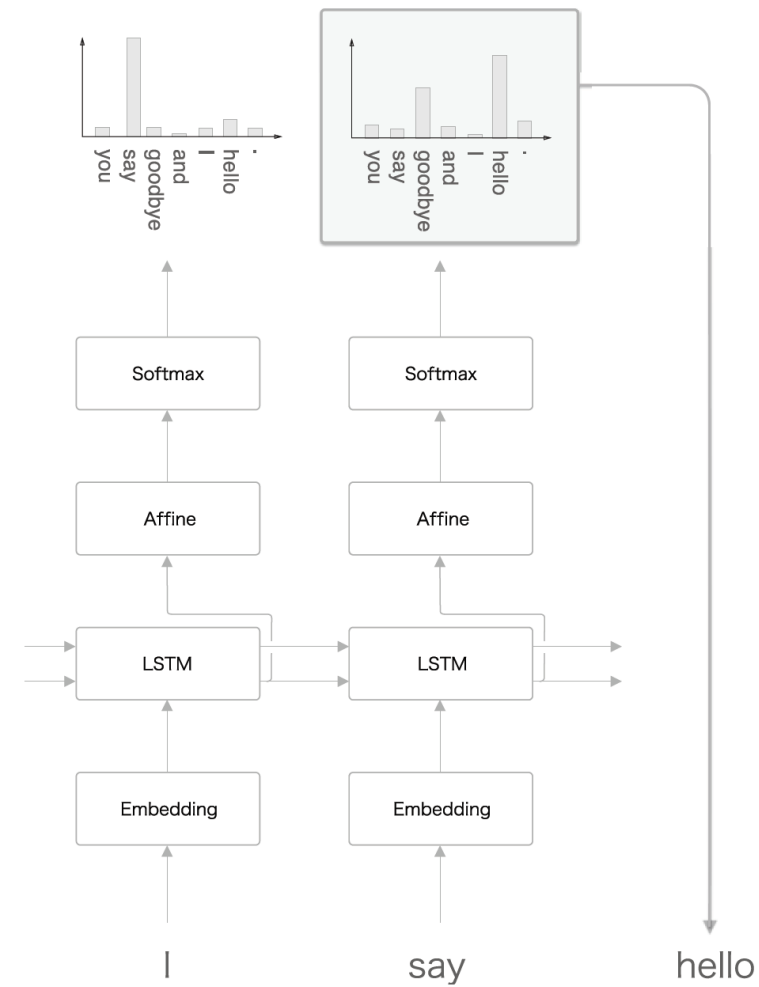 you say goodbye and I hello .
you say goodbye and I hello .
Softmax Softmax
Affine Affine
LSTM LSTM
Embedding Embedding
I say hello